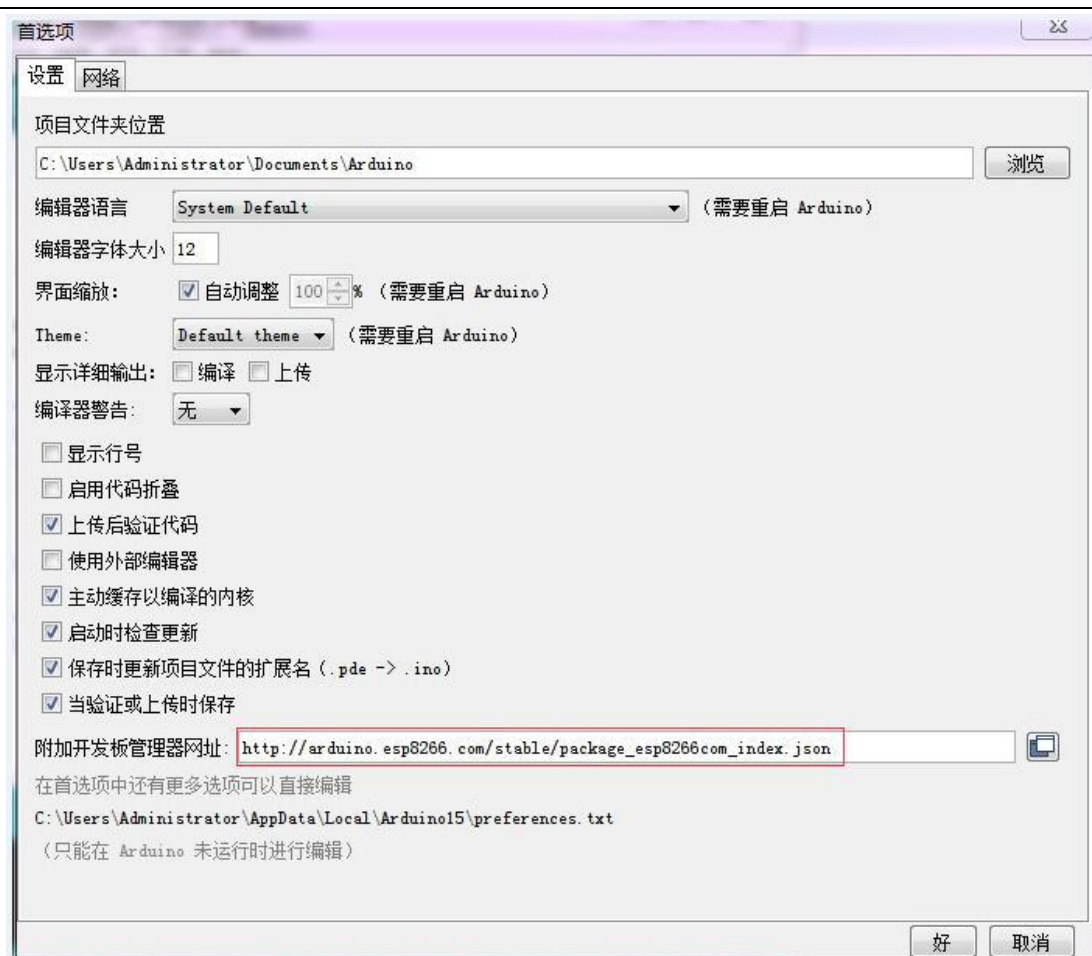 首选项
设置 网络
项目文件夹位置
C:\Users\Administrator\Documents\Arduino 浏览
编辑器语言 System Default (需要重启 Arduino)
编辑器字体大小 12
界面缩放: 自动调整 100 % (需要重启 Arduino)
Theme: Default theme (需要重启 Arduino)
显示详细输出: 编译 上传
编译器警告: 无
显示行号
启用代码折叠
上传后验证代码
使用外部编辑器
主动缓存以编译的内核
启动时检查更新
保存时更新项目文件的扩展名 (.pde -> .ino)
当验证或上传时保存
附加开发板管理器网址: http://arduino.esp8266.com/stable/package_esp8266com_index.json
在首选项中还有更多选项可以直接编辑
C:\Users\Administrator\AppData\Local\Arduino15\preferences.txt
(只能在 Arduino 未运行时进行编辑)
好 取消